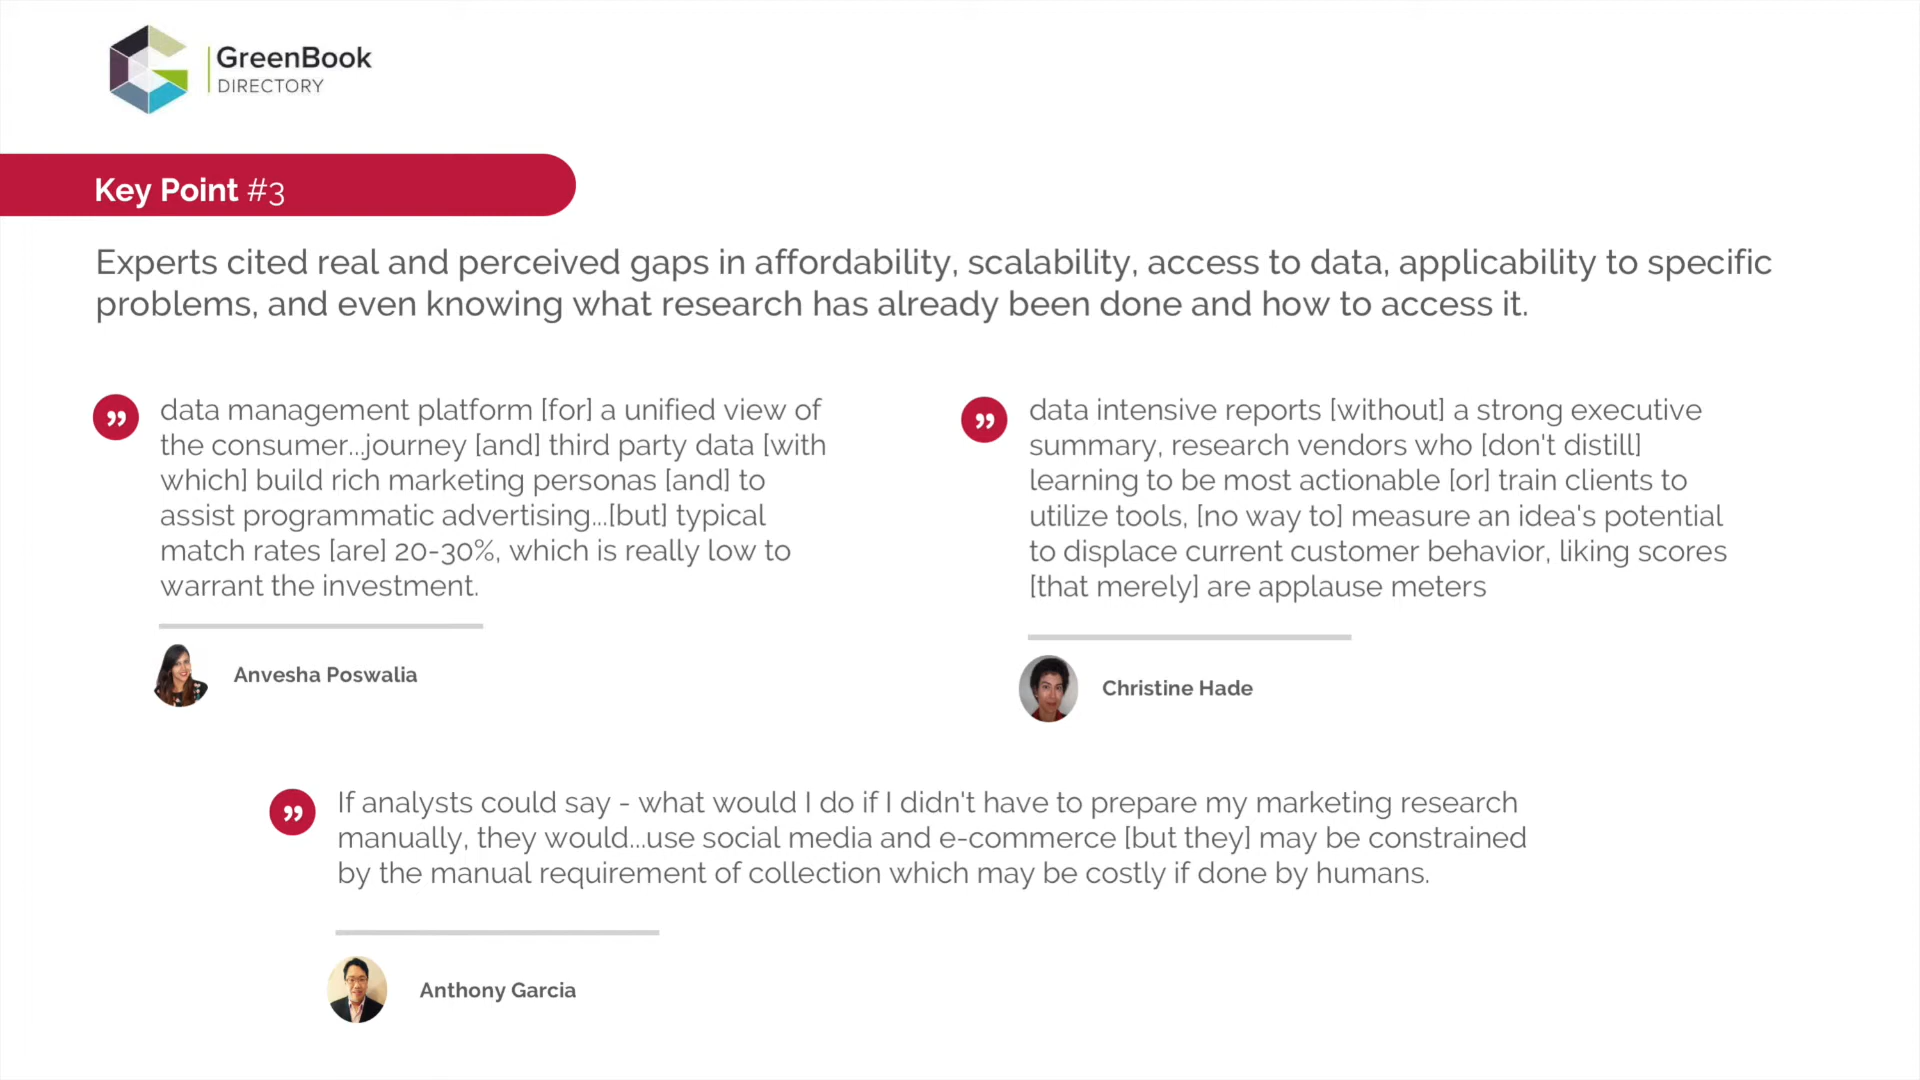 GreenBook
DIRECTORY
Key Point #3
Experts cited real and perceived gaps in affordability, scalability, access to data, applicability to specific
problems, and even knowing what research has already been done and how to access it.
data management platform [for] a unified view of
the consumer...journey [and] third party data [with
which] build rich marketing personas [and] to
assist programmatic advertising...[but] typical
match rates [are] 20-30%, which is really low to
warrant the investment.
Anvesha Poswalia
data intensive reports [without] a strong executive
summary, research vendors who [don't distill]
learning to be most actionable [or] train clients to
utilize tools, [no way to] measure an idea's potential
to displace current customer behavior, liking scores
[that merely] are applause meters
Christine Hade
If analysts could say - what would I do if I didn't have to prepare my marketing research
manually, they would...use social media and e-commerce [but they] may be constrained
by the manual requirement of collection which may be costly if done by humans.
Anthony Garcia